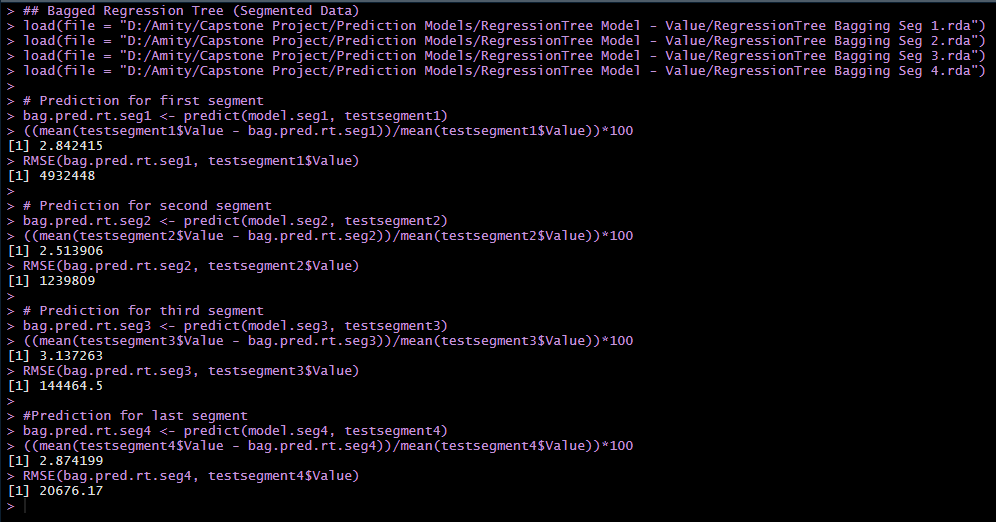 > ## Bagged Regression Tree (Segmented Data)
> load(file = "D:/Amity/Capstone Project/Prediction Models/RegressionTree Model - Value/RegressionTree Bagging Seg 1.rda")
> load(file = "D:/Amity/Capstone Project/Prediction Models/RegressionTree Model - Value/RegressionTree Bagging Seg 2.rda")
> load(file = "D:/Amity/Capstone Project/Prediction Models/RegressionTree Model - Value/RegressionTree Bagging Seg 3.rda")
> load(file = "D:/Amity/Capstone Project/Prediction Models/RegressionTree Model - Value/RegressionTree Bagging Seg 4.rda")
>
> # Prediction for first segment
> bag.pred.rt.seg1 <- predict(model.seg1, testsegment1)
> ((mean(testsegment1$Value - bag.pred.rt.seg1))/mean(testsegment1$Value))*100
[1] 2.842415
> RMSE(bag.pred.rt.seg1, testsegment1$Value)
[1] 4932448
>
> # Prediction for second segment
> bag.pred.rt.seg2 <- predict(model.seg2, testsegment2)
> ((mean(testsegment2$Value - bag.pred.rt.seg2))/mean(testsegment2$Value))*100
[1] 2.513906
> RMSE(bag.pred.rt.seg2, testsegment2$Value)
[1] 1239809
>
> # Prediction for third segment
> bag.pred.rt.seg3 <- predict(model.seg3, testsegment3)
> ((mean(testsegment3$Value - bag.pred.rt.seg3))/mean(testsegment3$Value))*100
[1] 3.137263
> RMSE(bag.pred.rt.seg3, testsegment3$Value)
[1] 144464.5
>
> #Prediction for last segment
> bag.pred.rt.seg4 <- predict(model.seg4, testsegment4)
> ((mean(testsegment4$Value - bag.pred.rt.seg4))/mean(testsegment4$Value))*100
[1] 2.874199
> RMSE(bag.pred.rt.seg4, testsegment4$Value)
[1] 20676.17
>